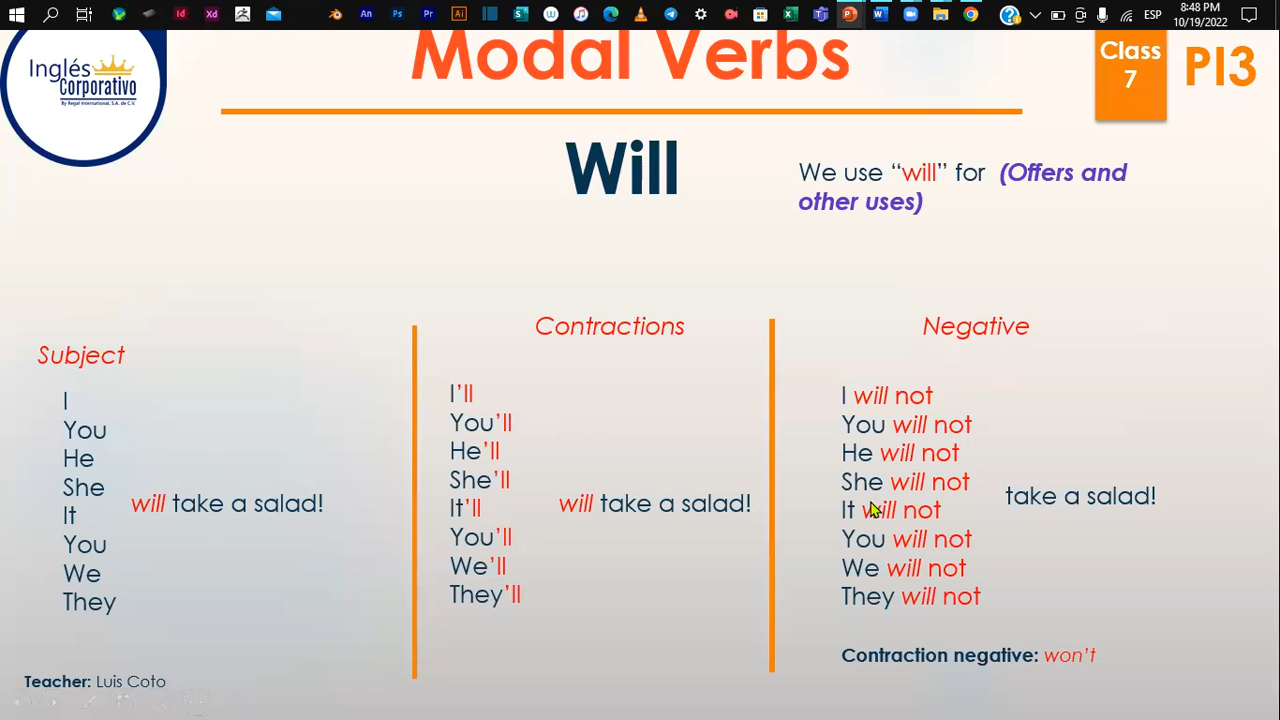 8:48 PM
ESP
10/19/2022
Inglés
Corporativo
By Regal International, S.A. de C.V.
Modal Verbs
Class
7
PI3
Will
We use “will” for (Offers and
other uses)
Subject
I
You
He
She
It
You
We
They
will take a salad!
Contractions
I’ll
You’ll
He’ll
She’ll
It’ll
You’ll
We’ll
They’ll
will take a salad!
Negative
I will not
You will not
He will not
She will not
It will not
You will not
We will not
They will not
take a salad!
Contraction negative: won’t
Teacher: Luis Coto